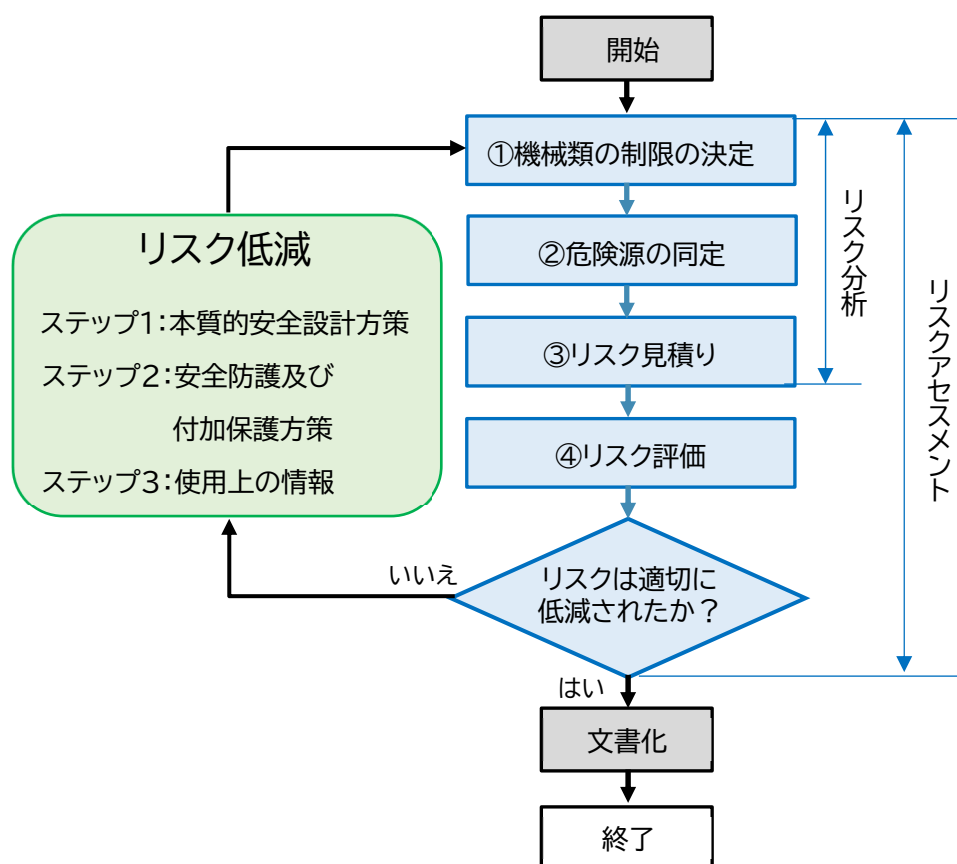 開始
①機械類の制限の決定
②危険源の同定
③リスク見積り
④リスク評価
リスクは適切に
低減されたか？
いいえ
はい
文書化
終了
リスク低減
ステップ1：本質的安全設計方策
ステップ2：安全防護及び
付加保護方策
ステップ3：使用上の情報
リスク分析
リスクアセスメント